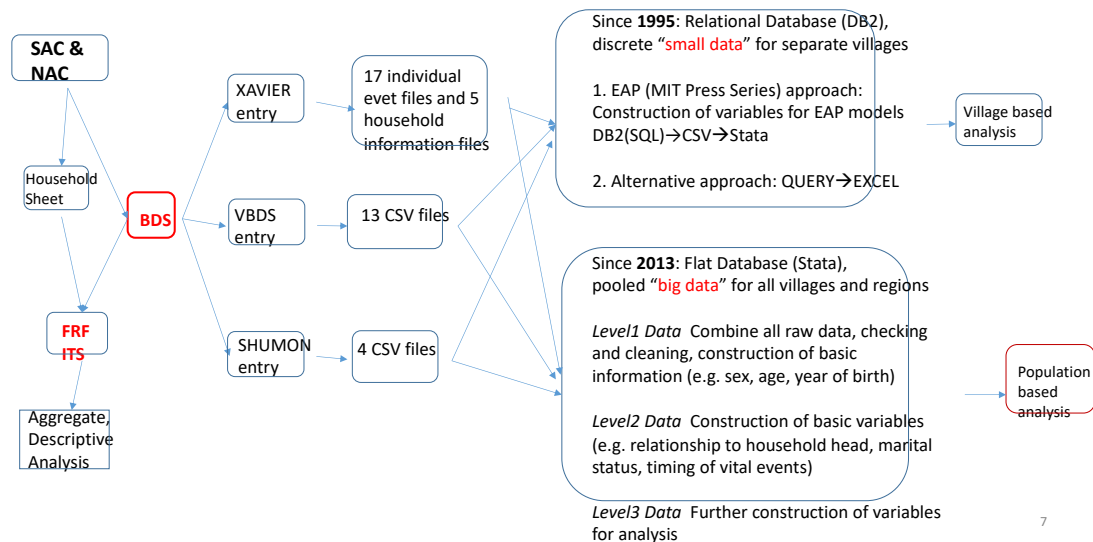 SAC &
NAC
Household
Sheet
BDS
FRF
ITS
Aggregate,
Descriptive
Analysis
XAVIER
entry
VBDS
entry
SHUMON
entry
17 individual
evet files and 5
household
information files
13 CSV files
4 CSV files
Since 1995: Relational Database (DB2),
discrete “small data” for separate villages
1. EAP (MIT Press Series) approach:
Construction of variables for EAP models
DB2(SQL)→CSV→Stata
2. Alternative approach: QUERY→EXCEL
Village based
analysis
Since 2013: Flat Database (Stata),
pooled “big data” for all villages and regions
Level1 Data Combine all raw data, checking
and cleaning, construction of basic
information (e.g. sex, age, year of birth)
Level2 Data Construction of basic variables
(e.g. relationship to household head, marital
status, timing of vital events)
Level3 Data Further construction of variables
for analysis
Population
based
analysis
7